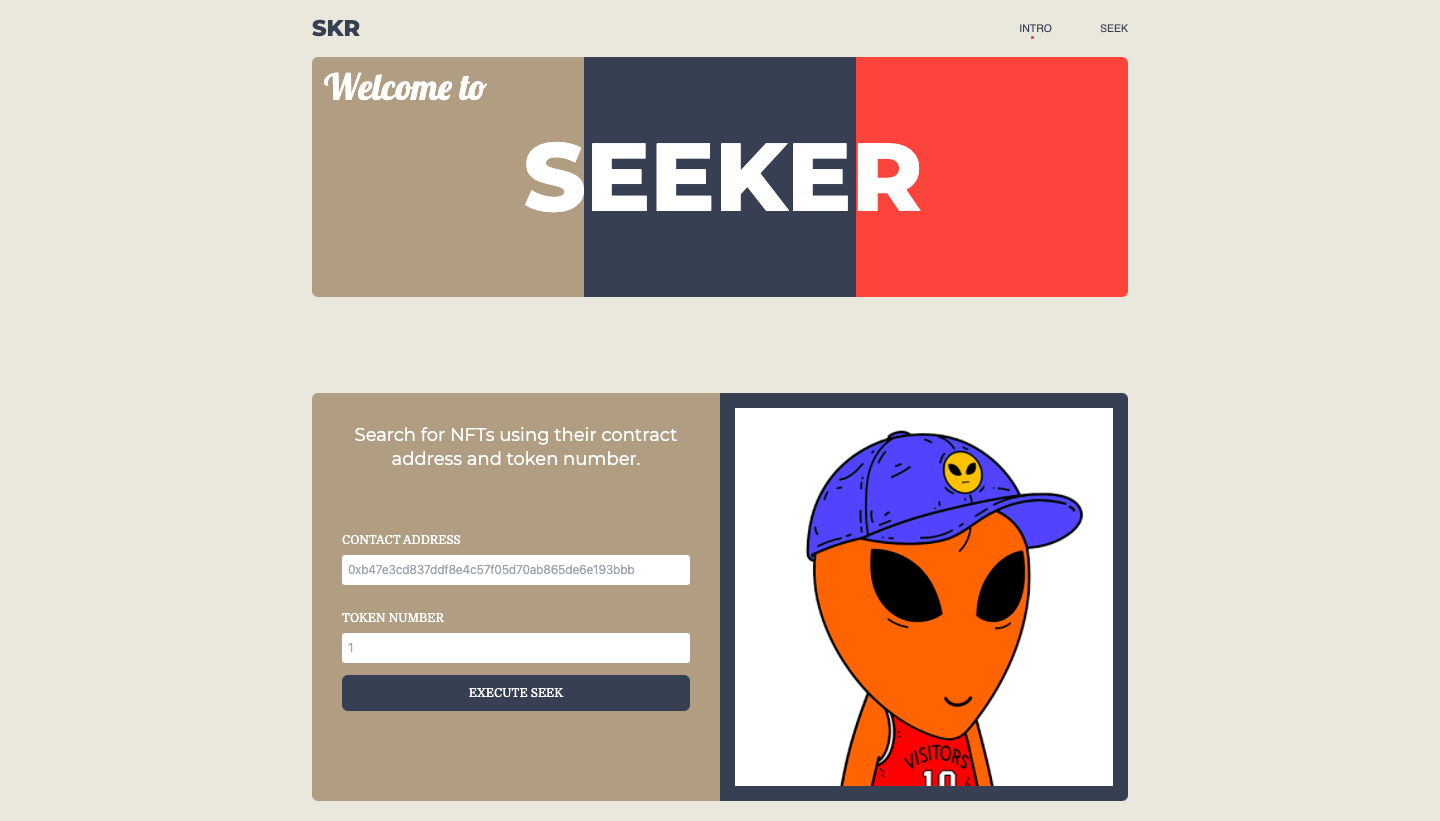 SKR
INTRO
SEEK
Welcome to
SEEKER
Search for NFTs using their contract
address and token number.
CONTACT ADDRESS
0xb47e3cd837ddf8e4c57f05d70ab865de6e193bbb
TOKEN NUMBER
1
EXECUTE SEEK
VISITORS
10